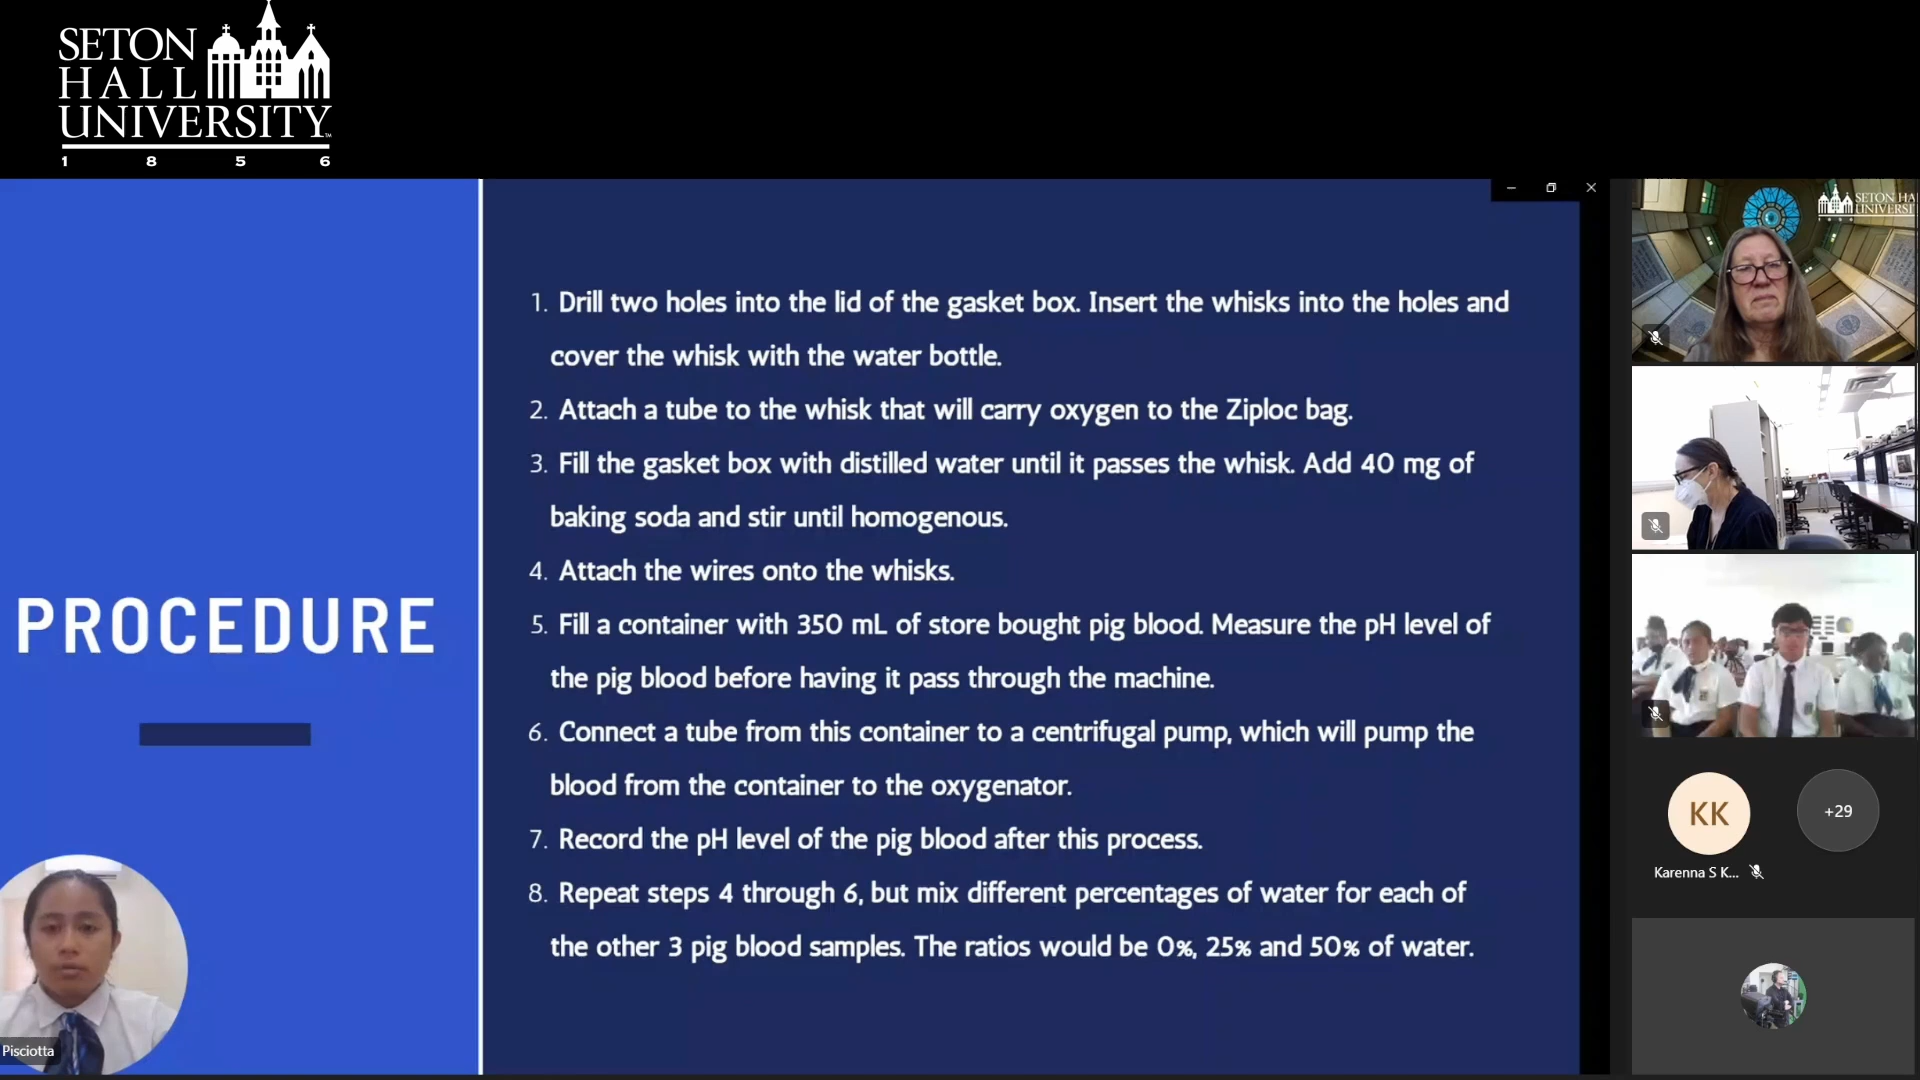 SETON
HALL
UNIVERSITY
1 8 5 6
PROCEDURE
1. Drill two holes into the lid of the gasket box. Insert the whisks into the holes and
cover the whisk with the water bottle.
2. Attach a tube to the whisk that will carry oxygen to the Ziploc bag.
3. Fill the gasket box with distilled water until it passes the whisk. Add 40 mg of
baking soda and stir until homogenous.
4. Attach the wires onto the whisks.
5. Fill a container with 350 mL of store bought pig blood. Measure the pH level of
the pig blood before having it pass through the machine.
6. Connect a tube from this container to a centrifugal pump, which will pump the
blood from the container to the oxygenator.
7. Record the pH level of the pig blood after this process.
8. Repeat steps 4 through 6, but mix different percentages of water for each of
the other 3 pig blood samples. The ratios would be 0%, 25% and 50% of water.
Pisciotta
SETON HA
UNIVERSI
KK
+29
Karenna S K...